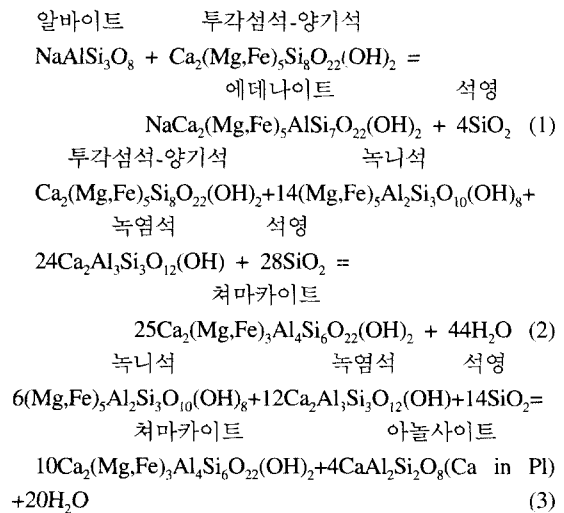 알바이트 투각섬석-양기석
NaAlSi₃O₈ + Ca₂(Mg,Fe)₅Si₈O₂₂(OH)₂ =
에데나이트 석영
NaCa₂(Mg,Fe)₅AlSi₇O₂₂(OH)₂ + 4SiO₂ (1)
투각섬석-양기석 녹니석
Ca₂(Mg,Fe)₅Si₈O₂₂(OH)₂+14(Mg,Fe)₅Al₂Si₃O₁₀(OH)₈+
녹염석 석영
24Ca₂Al₃Si₃O₁₂(OH) + 28SiO₂ =
쳐마카이트
25Ca₂(Mg,Fe)₃Al₄Si₆O₂₂(OH)₂ + 44H₂O (2)
녹니석 녹염석 석영
6(Mg,Fe)₅Al₂Si₃O₁₀(OH)₈+12Ca₂Al₃Si₃O₁₂(OH)+14SiO₂=
쳐마카이트 아놀사이트
10Ca₂(Mg,Fe)₃Al₄Si₆O₂₂(OH)₂+4CaAl₂Si₂O₈(Ca in Pl)
+20H₂O (3)